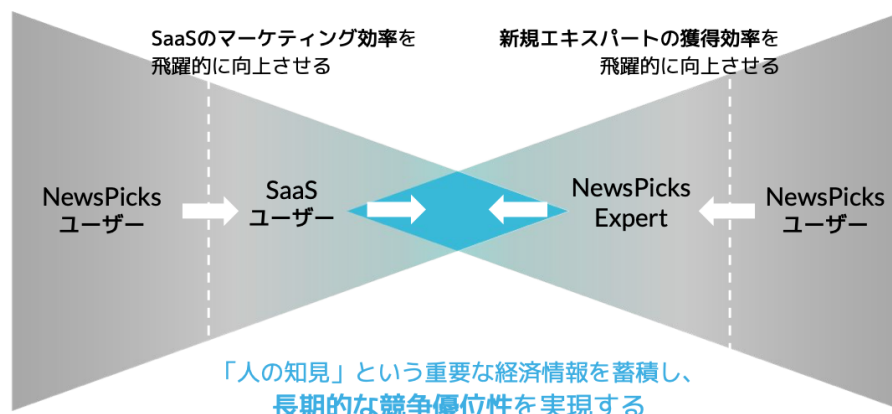 SaaSのマーケティング効率を
飛躍的に向上させる
新規エキスパートの獲得効率を
飛躍的に向上させる
NewsPicks
ユーザー
SaaS
ユーザー
NewsPicks
Expert
NewsPicks
ユーザー
「人の知見」という重要な経済情報を蓄積し、
長期的な競争優位性を実現する